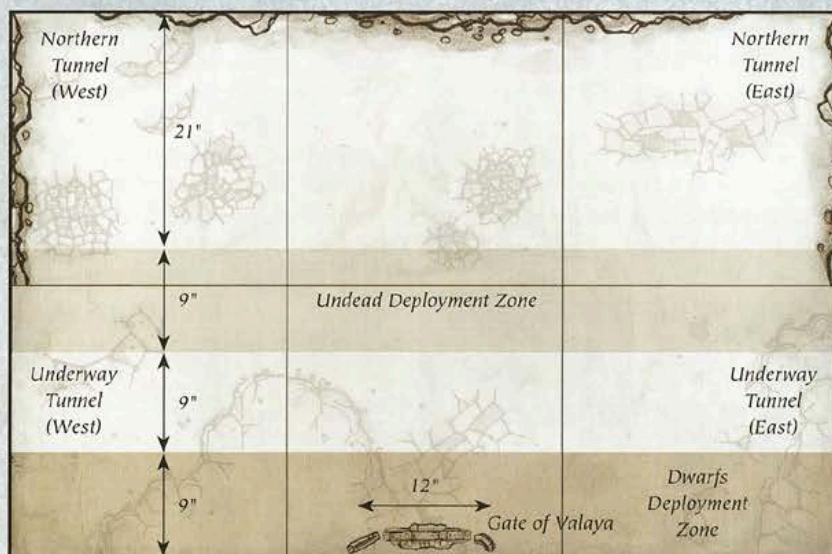 Northern
Tunnel
(West)
Northern
Tunnel
(East)
21"
9"
Undead Deployment Zone
Underway
Tunnel
(West)
9"
Underway
Tunnel
(East)
9"
12"
Gate of Valaya
Dwarfs
Deployment
Zone